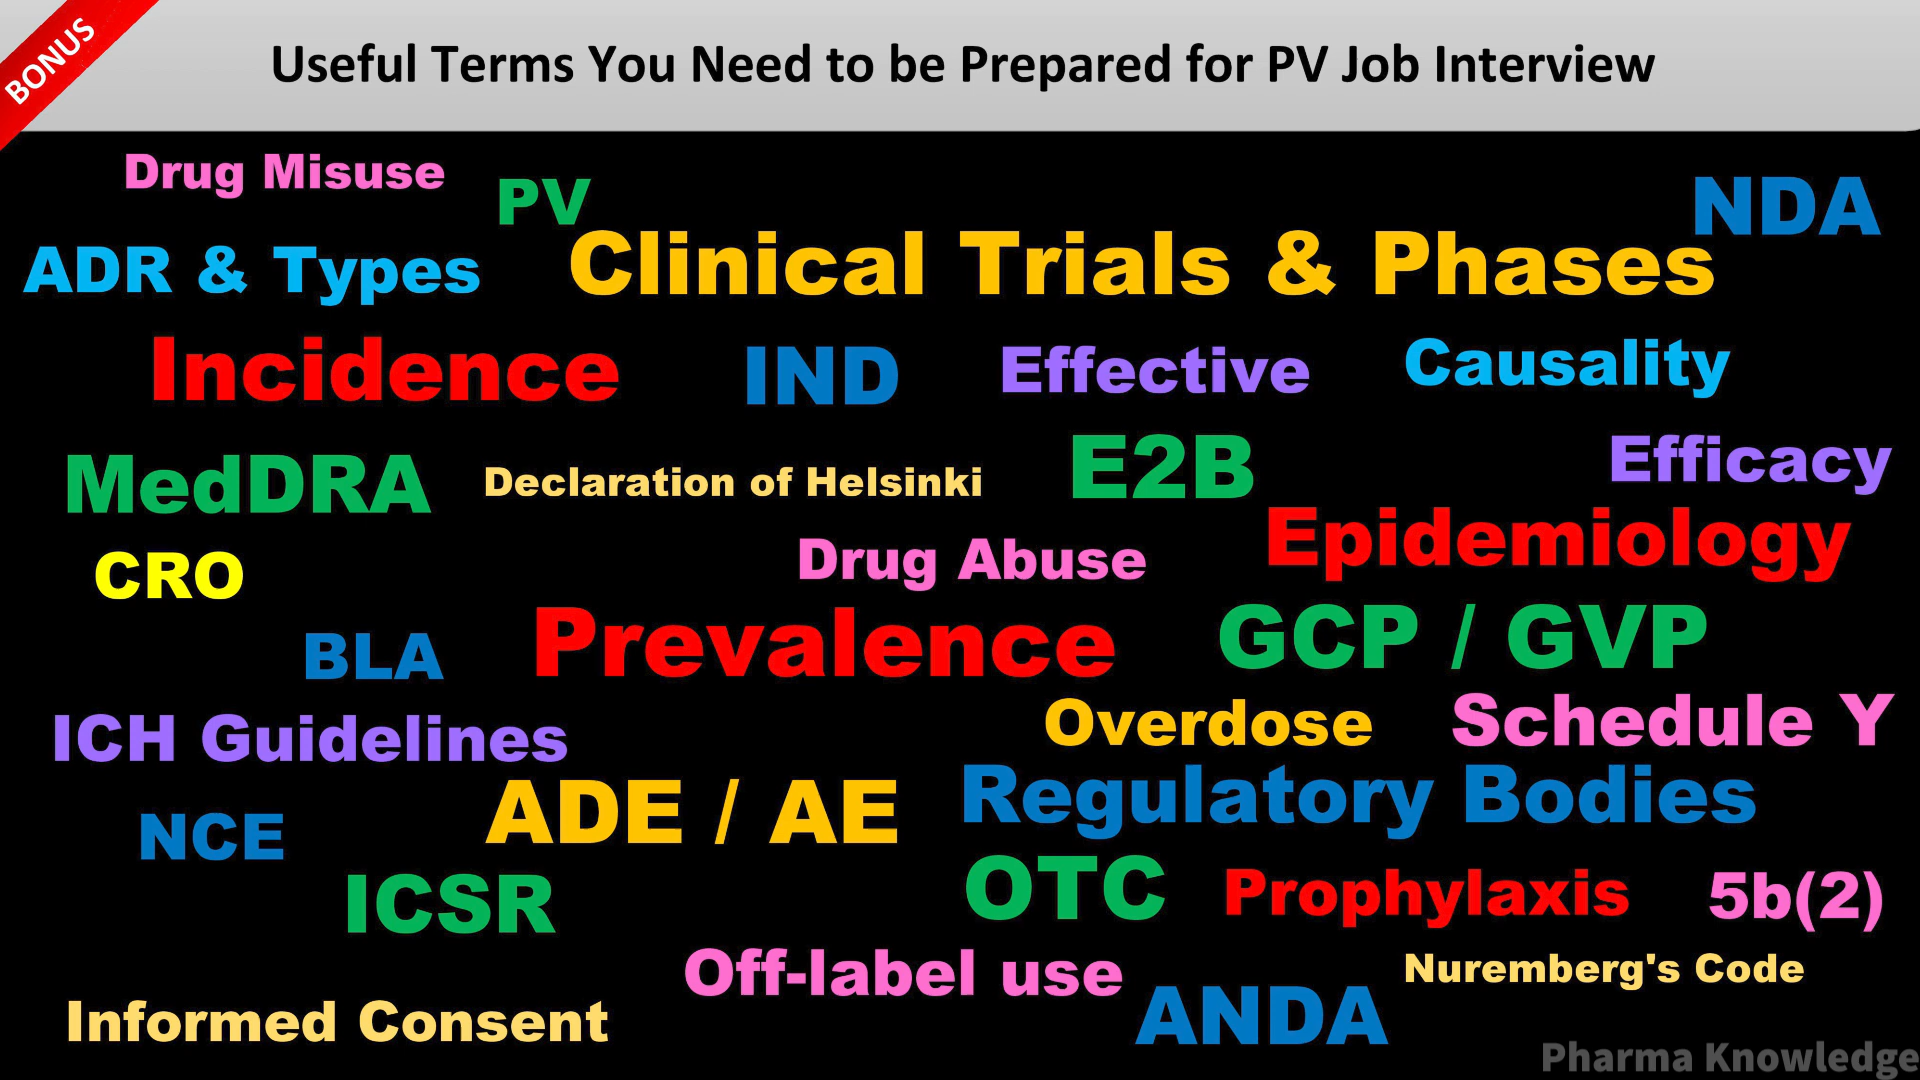 BONUS
Useful Terms You Need to be Prepared for PV Job Interview
Drug Misuse
PV
NDA
ADR & Types
Clinical Trials & Phases
Incidence
IND
Effective
Causality
MedDRA
Declaration of Helsinki
E2B
Efficacy
CRO
Drug Abuse
Epidemiology
BLA
Prevalence
GCP / GVP
ICH Guidelines
Overdose
Schedule Y
NCE
ADE / AE
Regulatory Bodies
ICSR
OTC
Prophylaxis
5b(2)
Off-label use
Nuremberg's Code
Informed Consent
ANDA
Pharma Knowledge